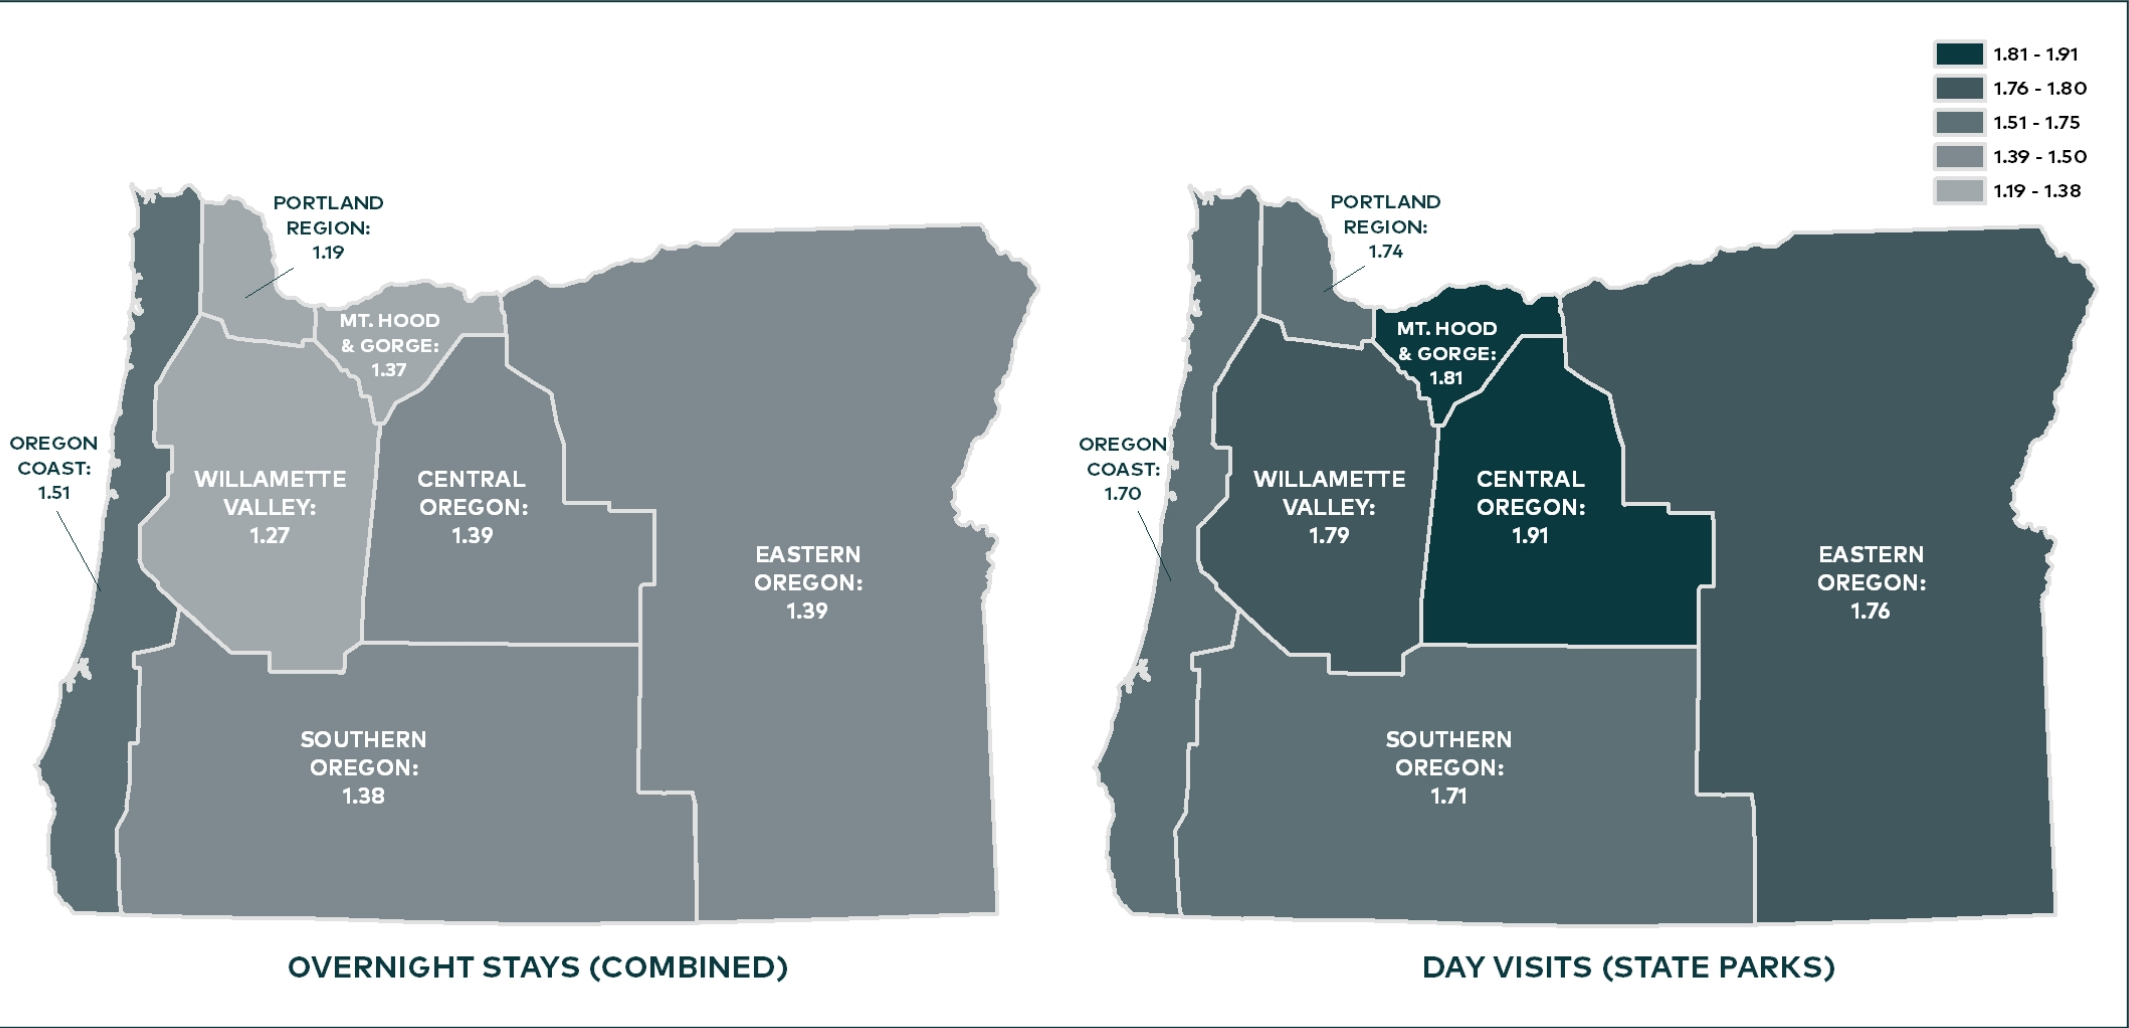 1.81 - 1.91
1.76 - 1.80
1.51 - 1.75
1.39 - 1.50
1.19 - 1.38
PORTLAND
REGION:
1.19
MT. HOOD
& GORGE:
1.37
OREGON
COAST:
1.51
WILLAMETTE
VALLEY:
1.27
CENTRAL
OREGON:
1.39
EASTERN
OREGON:
1.39
SOUTHERN
OREGON:
1.38
OVERNIGHT STAYS (COMBINED)
PORTLAND
REGION:
1.74
MT. HOOD
& GORGE:
1.81
OREGON
COAST:
1.70
WILLAMETTE
VALLEY:
1.79
CENTRAL
OREGON:
1.91
EASTERN
OREGON:
1.76
SOUTHERN
OREGON:
1.71
DAY VISITS (STATE PARKS)